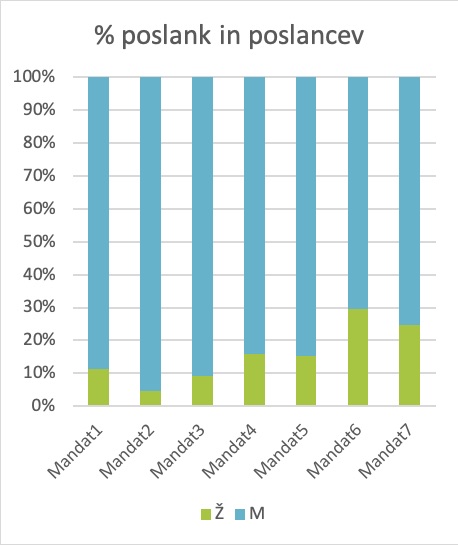 % poslank in poslancev
100%
90%
80%
70%
60%
50%
40%
30%
20%
10%
0%
Mandat1
Mandat2
Mandat3
Mandat4
Mandat5
Mandat6
Mandat7
Ž M